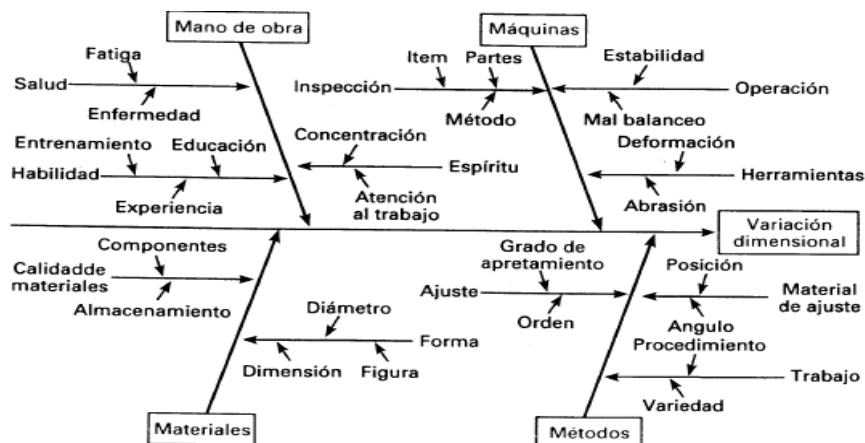 Mano de obra
Máquinas
Fatiga
Item
Partes
Estabilidad
Salud
Inspección
Operación
Enfermedad
Método
Mal balanceo
Entrenamiento
Educación
Concentración
Deformación
Habilidad
Espíritu
Herramientas
Experiencia
Atención
al trabajo
Abrasión
Variación
dimensional
Componentes
Grado de
apretamiento
Posición
Calidadde
materiales
Ajuste
Material
de ajuste
Almacenamiento
Diámetro
Orden
Angulo
Forma
Procedimiento
Dimensión
Figura
Trabajo
Variedad
Materiales
Métodos